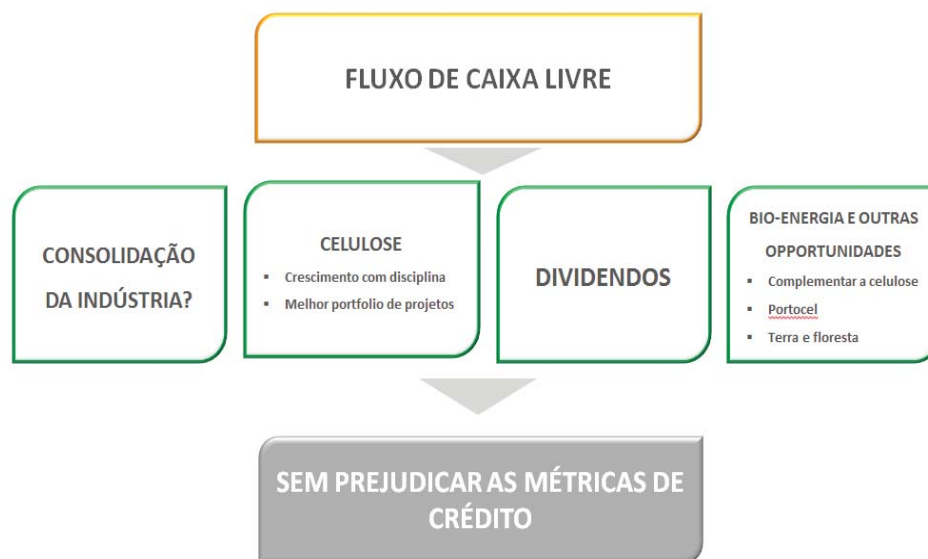 FLUXO DE CAIXA LIVRE
CONSOLIDAÇÃO
DA INDÚSTRIA?
CELULOSE
▪ Crescimento com disciplina
▪ Melhor portfolio de projetos
DIVIDENDOS
BIO-ENERGIA E OUTRAS
OPPORTUNIDADES
▪ Complementar a celulose
▪ Portocel
▪ Terra e floresta
SEM PREJUDICAR AS MÉTRICAS DE
CRÉDITO